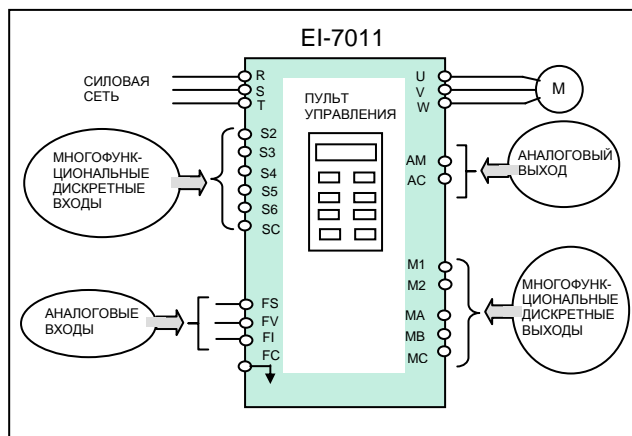 EI-7011
СИЛОВАЯ
СЕТЬ
R
S
T
ПУЛЬТ
УПРАВЛЕНИЯ
U
V
W
M
МНОГОФУНК-
ЦИОНАЛЬНЫЕ
ДИСКРЕТНЫЕ
ВХОДЫ
S2
S3
S4
S5
S6
SC
AM
AC
АНАЛОГОВЫЙ
ВЫХОД
АНАЛОГОВЫЕ
ВХОДЫ
FS
FV
FI
FC
M1
M2
MA
MB
MC
МНОГОФУНК-
ЦИОНАЛЬНЫЕ
ДИСКРЕТНЫЕ
ВЫХОДЫ